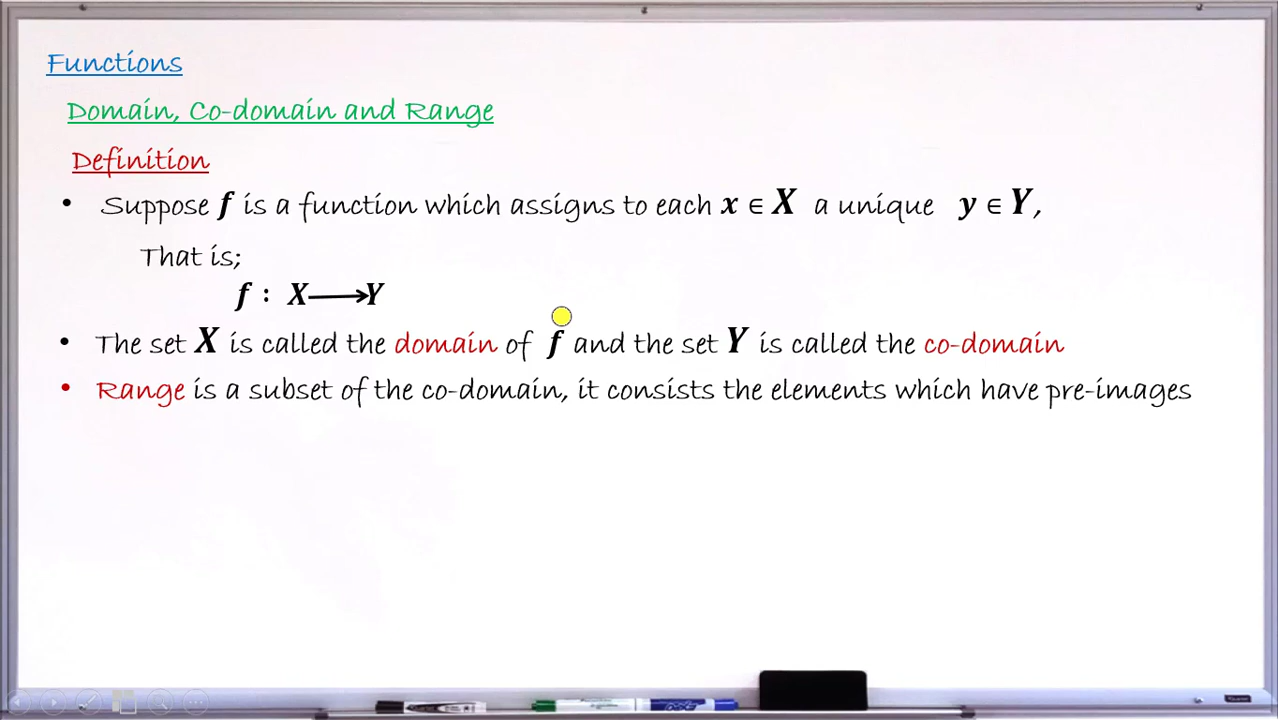 Functions
Domain, Co-domain and Range
Definition
• Suppose f is a function which assigns to each x ∈ X a unique y ∈ Y,
That is;
f : X⟶Y
• The set X is called the domain of f and the set Y is called the co-domain
• Range is a subset of the co-domain, it consists the elements which have pre-images